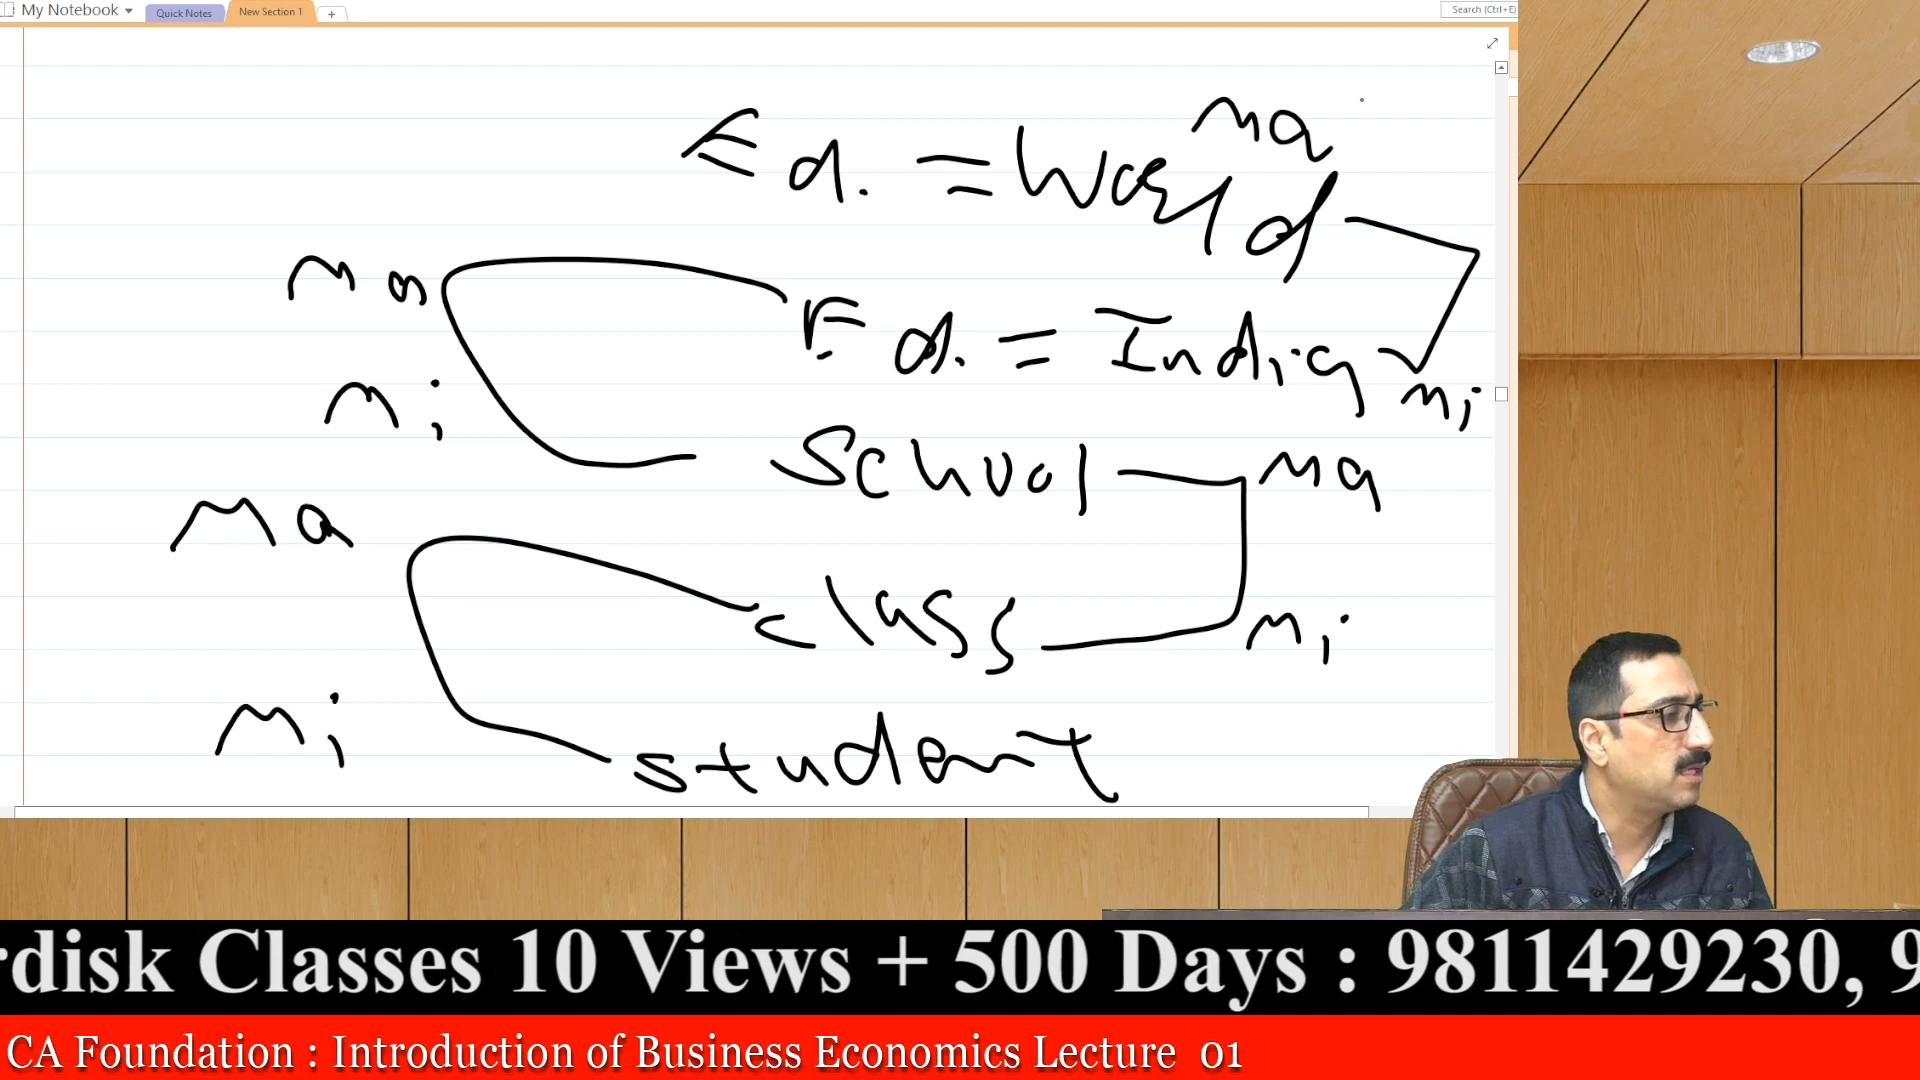 My Notebook
Quick Notes
New Section 1
+
Search (Ctrl+E)
Ma
Ed. = World
Ma
Ed. = India
Mi
Mi
School
Ma
Ma
class
Mi
Mi
student
rdisk Classes 10 Views + 500 Days : 9811429230, 9
CA Foundation : Introduction of Business Economics Lecture 01